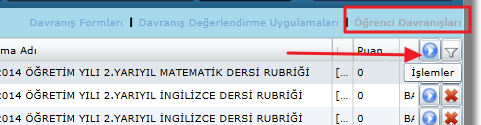 Davranış Formları | Davranış Değerlendirme Uygulamaları | Öğrenci Davranışları
ma Adı [... Puan
2014 ÖĞRETİM YILI 2.YARIYIL MATEMATİK DERSİ RUBRİĞİ [... 0 İşlemler
2014 ÖĞRETİM YILI 2.YARIYIL İNGİLİZCE DERSİ RUBRİĞİ [... 0 BA
2014 ÖĞRETİM YILI 2.YARIYIL İNGİLİZCE DERSİ RUBRİĞİ [... 0 BA